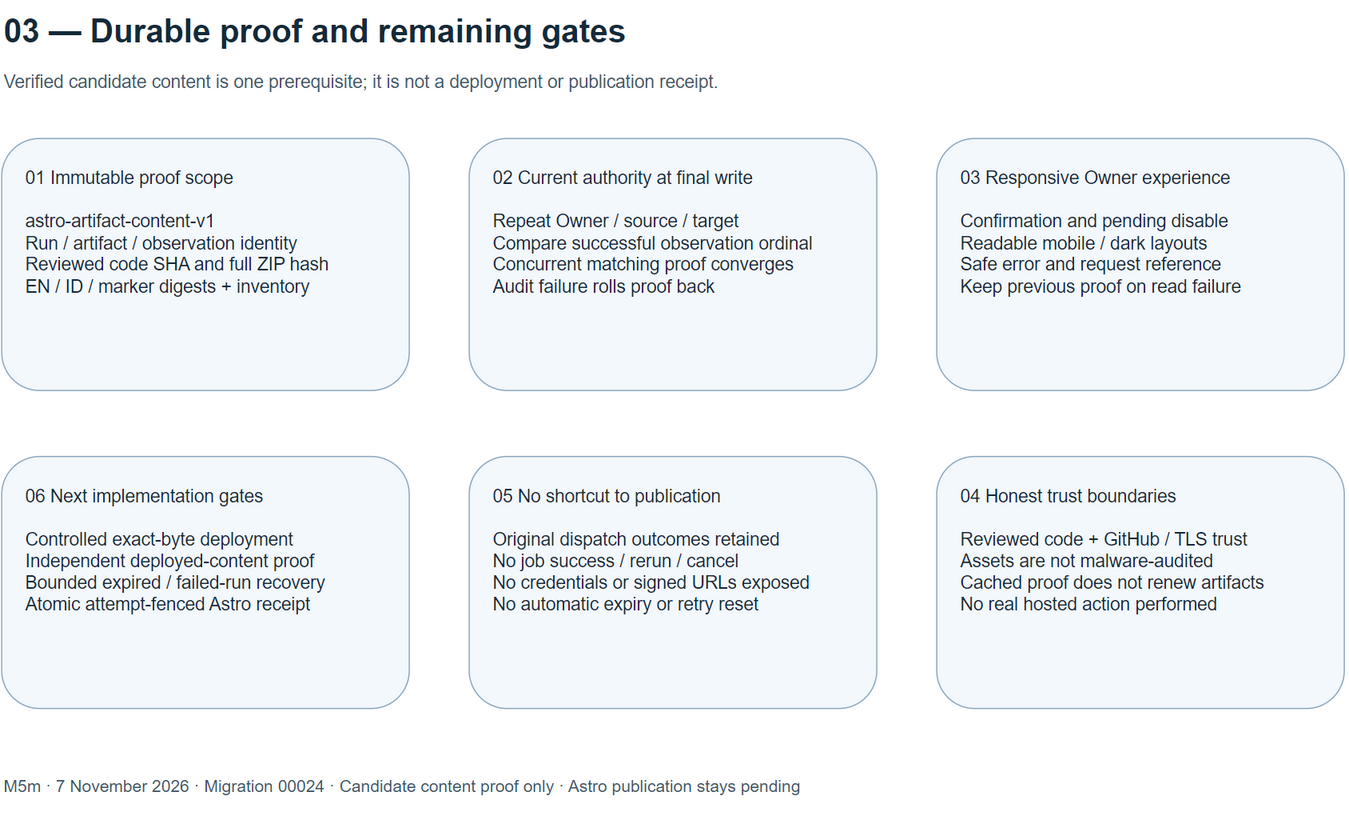 03 — Durable proof and remaining gates
Verified candidate content is one prerequisite; it is not a deployment or publication receipt.
01 Immutable proof scope
astro-artifact-content-v1
Run / artifact / observation identity
Reviewed code SHA and full ZIP hash
EN / ID / marker digests + inventory
02 Current authority at final write
Repeat Owner / source / target
Compare successful observation ordinal
Concurrent matching proof converges
Audit failure rolls proof back
03 Responsive Owner experience
Confirmation and pending disable
Readable mobile / dark layouts
Safe error and request reference
Keep previous proof on read failure
06 Next implementation gates
Controlled exact-byte deployment
Independent deployed-content proof
Bounded expired / failed-run recovery
Atomic attempt-fenced Astro receipt
05 No shortcut to publication
Original dispatch outcomes retained
No job success / rerun / cancel
No credentials or signed URLs exposed
No automatic expiry or retry reset
04 Honest trust boundaries
Reviewed code + GitHub / TLS trust
Assets are not malware-audited
Cached proof does not renew artifacts
No real hosted action performed
M5m · 7 November 2026 · Migration 00024 · Candidate content proof only · Astro publication stays pending